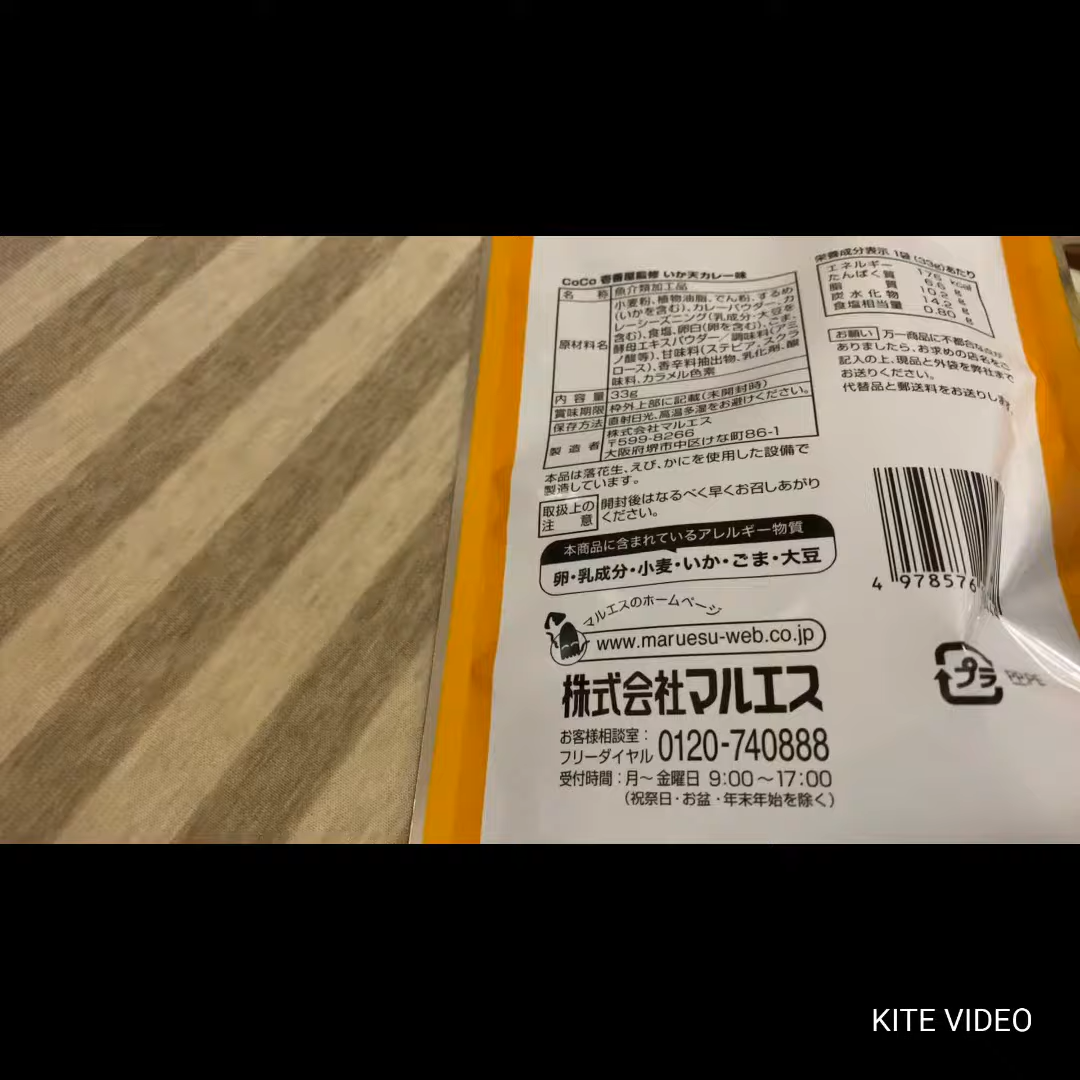 CoCo壱番屋監修 いか天カレー味
名称 魚介類加工品
原材料名 小麦粉、植物油脂、でん粉、するめ
(いかを含む)、カレーパウダー、カ
レーシーズニング(乳成分・大豆を
含む)、食塩、卵白(卵を含む)、ごま、
酵母エキスパウダー／調味料(アミ
ノ酸等)、甘味料(ステビア、スクラ
ロース)、香辛料抽出物、乳化剤、酸
味料、カラメル色素
内容量 33g
賞味期限 枠外上部に記載(未開封時)
保存方法 直射日光、高温多湿をお避けください。
製造者 株式会社マルエス
〒599-8266
大阪府堺市中区けな町86-1
本品は落花生、えび、かにを使用した設備で
製造しています。
取扱上の注意 開封後はなるべく早くお召しあがり
ください。
本商品に含まれているアレルギー物質
卵・乳成分・小麦・いか・ごま・大豆
マルエスのホームページ
www.maruesu-web.co.jp
株式会社マルエス
お客様相談室：
フリーダイヤル 0120-740888
受付時間：月～金曜日 9:00～17:00
(祝祭日・お盆・年末年始を除く)
栄養成分表示 1袋(33g)あたり
エネルギー 176 kcal
たんぱく質 6.6 g
脂質 10.2 g
炭水化物 14.2 g
食塩相当量 0.80 g
お願い 万一商品に不都合な点が
ありましたら、お求めの店名をご
記入の上、現品と外袋を弊社まで
お送りください。
代替品と郵送料をお送りします。
4 978576
プラ
PP,PE
KITE VIDEO